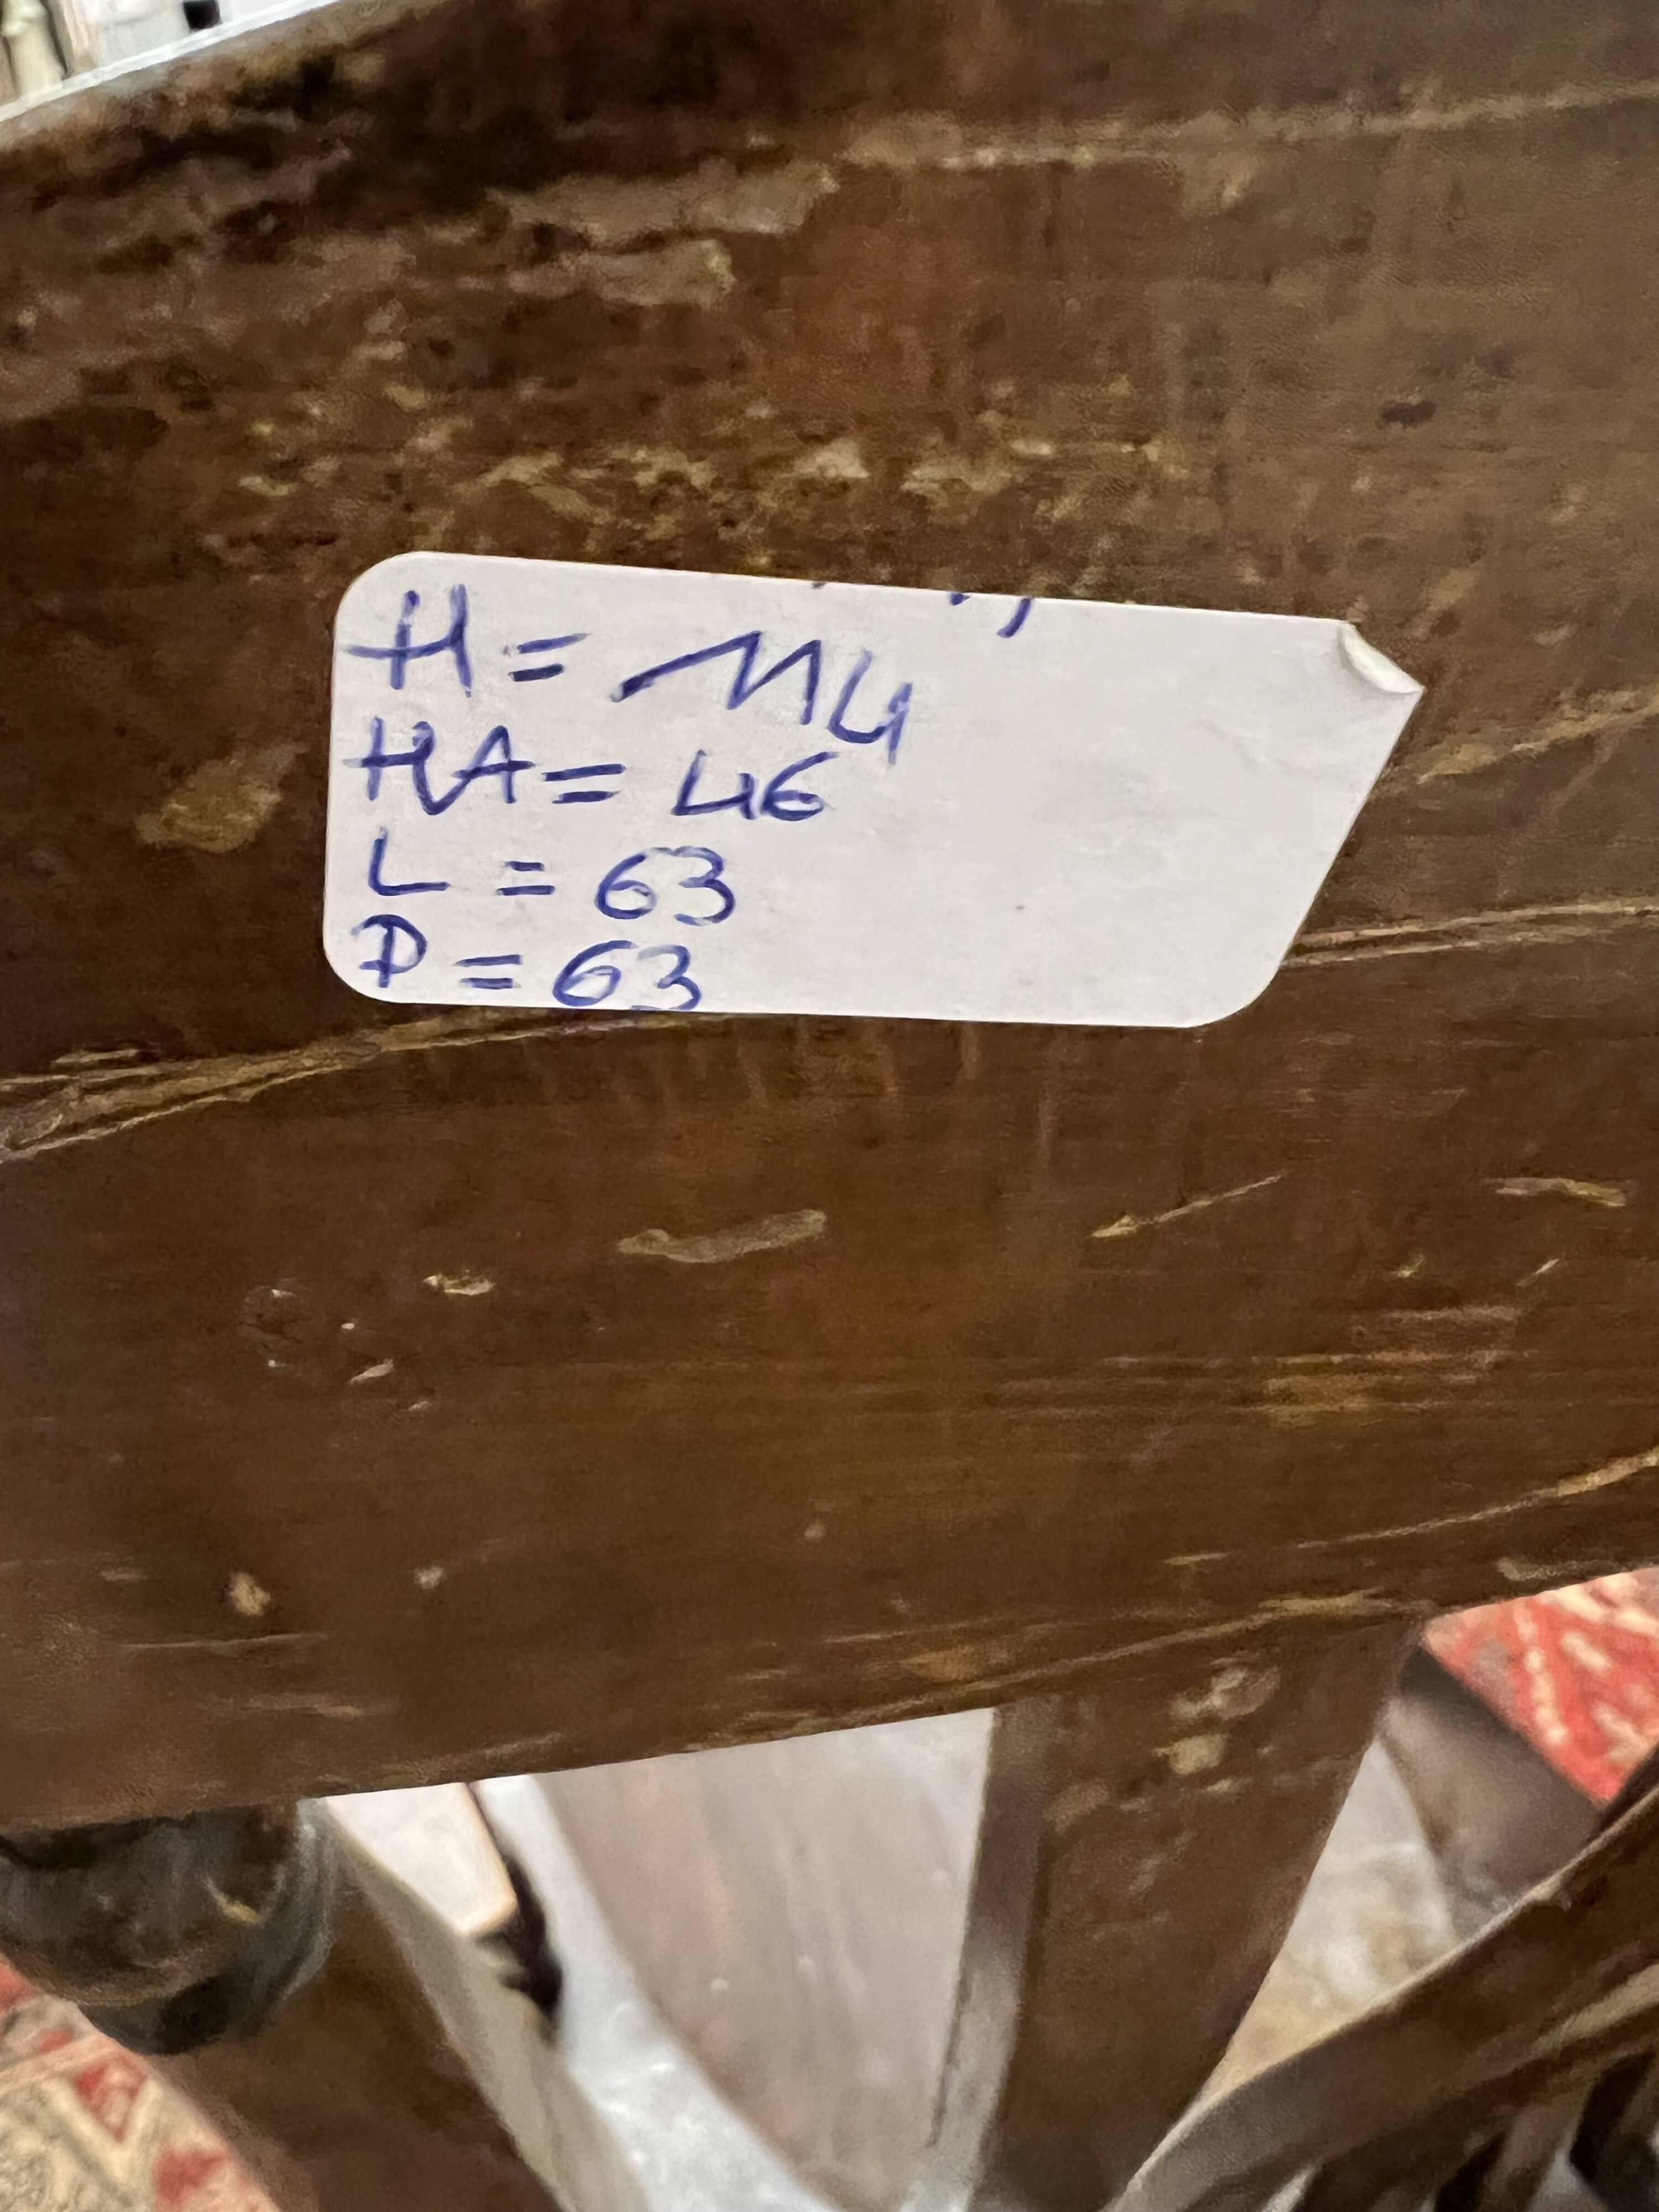 H = 114
HA = 46
L = 63
P = 63